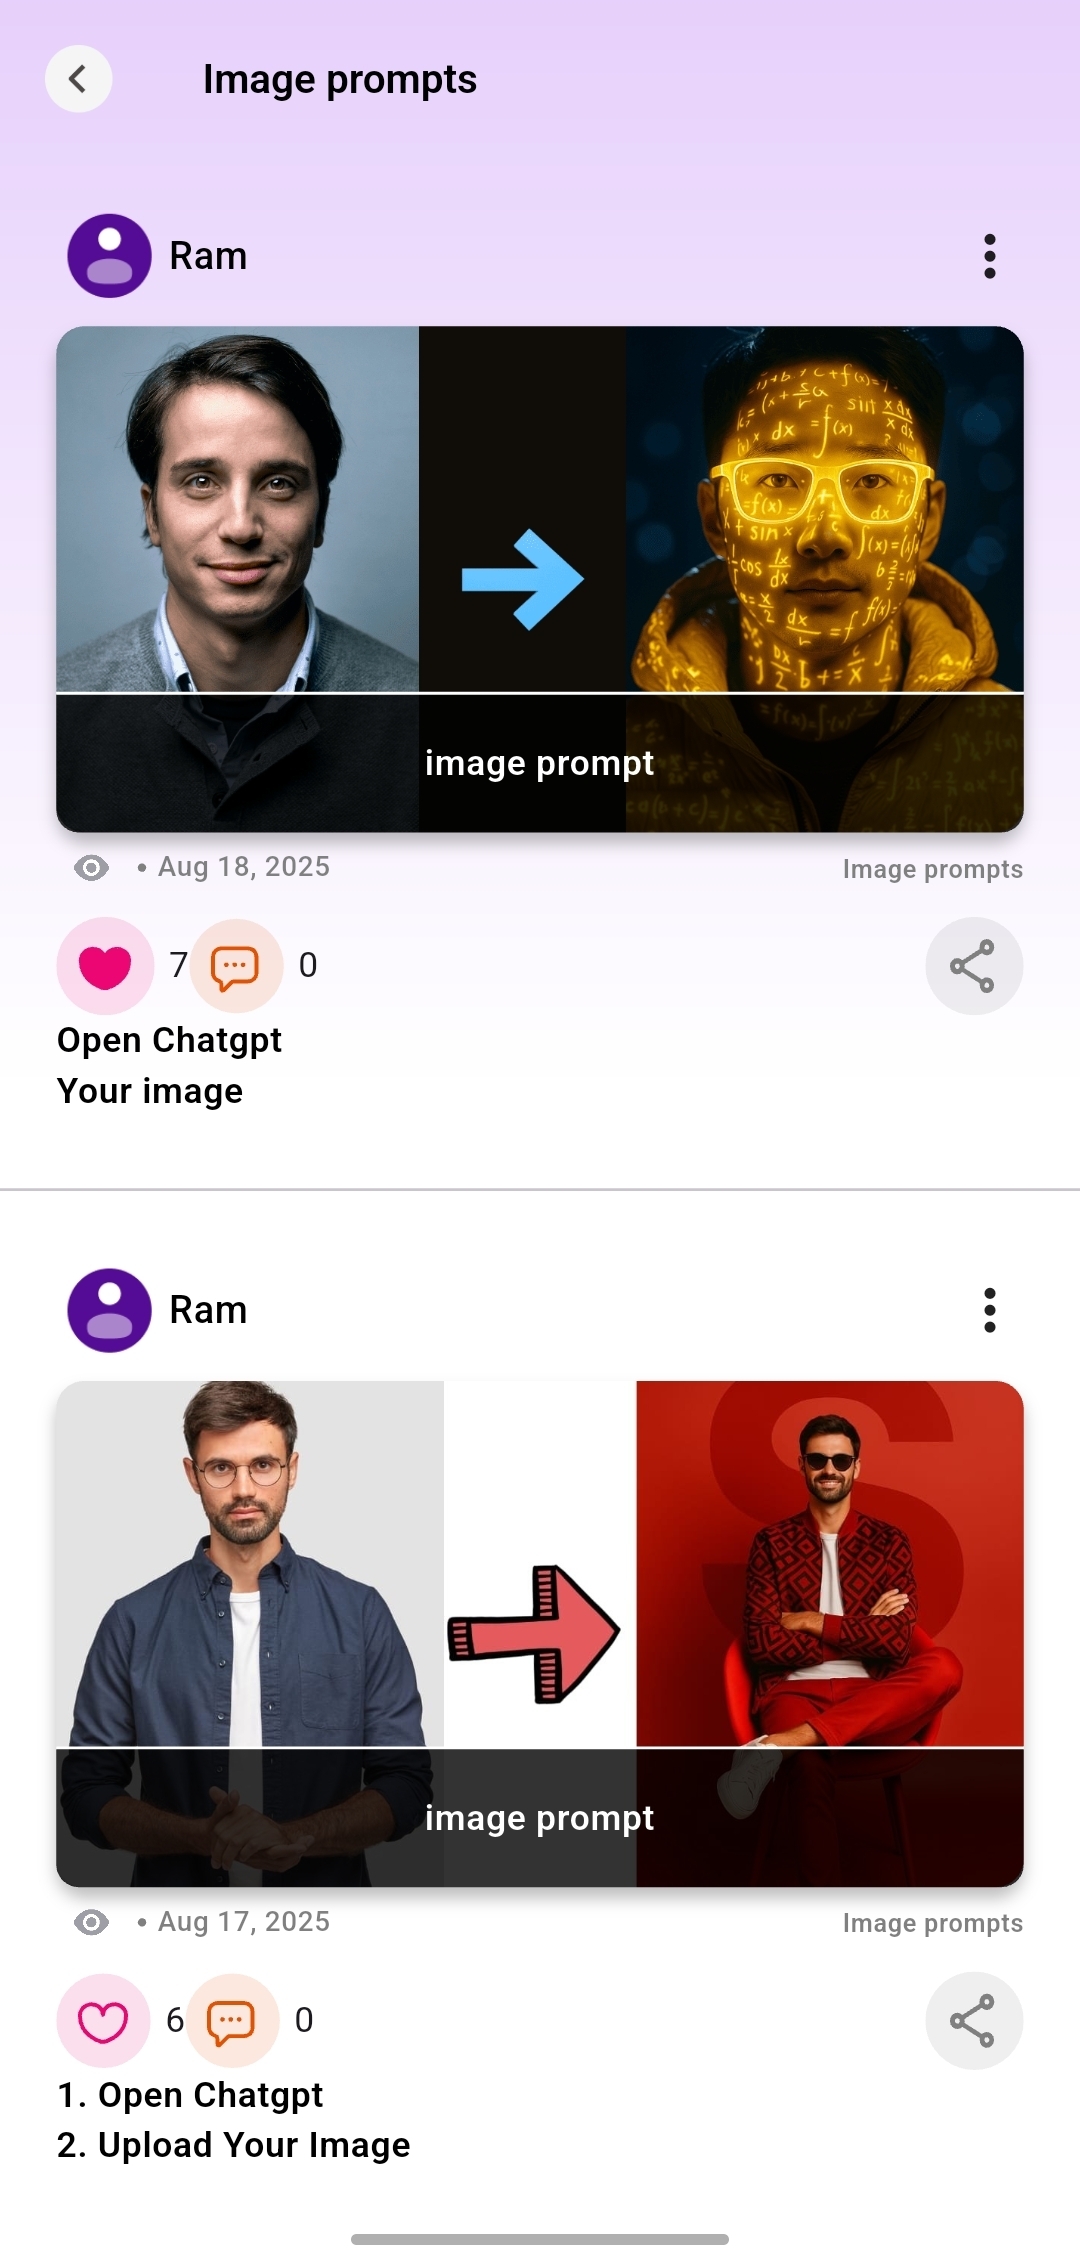 Image prompts
Ram
image prompt
• Aug 18, 2025
Image prompts
7
0
Open Chatgpt
Your image
Ram
image prompt
• Aug 17, 2025
Image prompts
6
0
1. Open Chatgpt
2. Upload Your Image